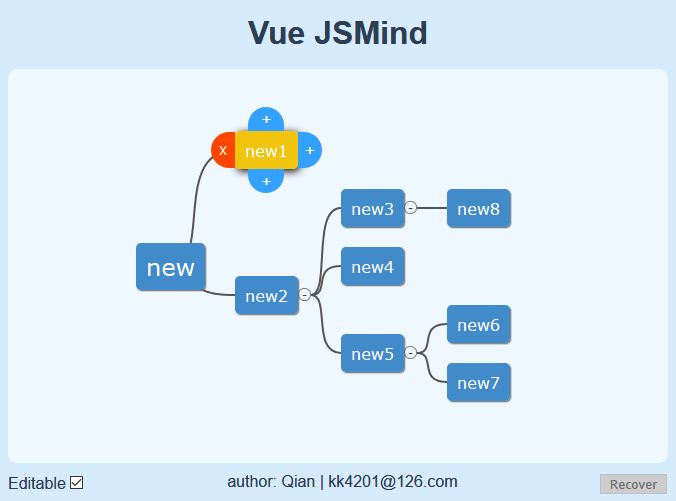 Vue JSMind
+
X new1 +
+
new3 - new8
new
new4
new2 -
new6
new5 -
new7
Editable
author: Qian | kk4201@126.com
Recover